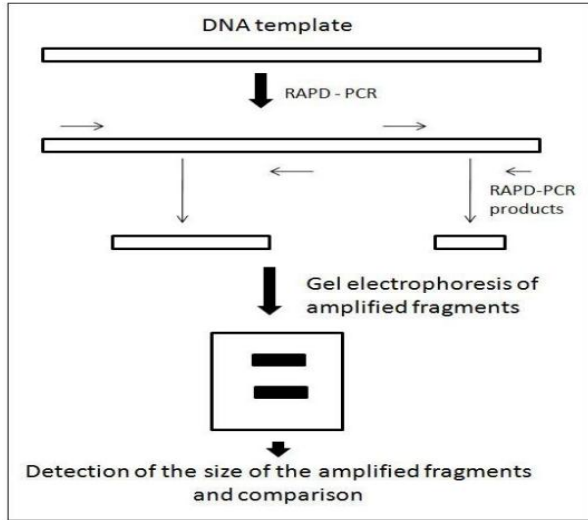 DNA template
RAPD - PCR
RAPD-PCR
products
Gel electrophoresis of
amplified fragments
Detection of the size of the amplified fragments
and comparison